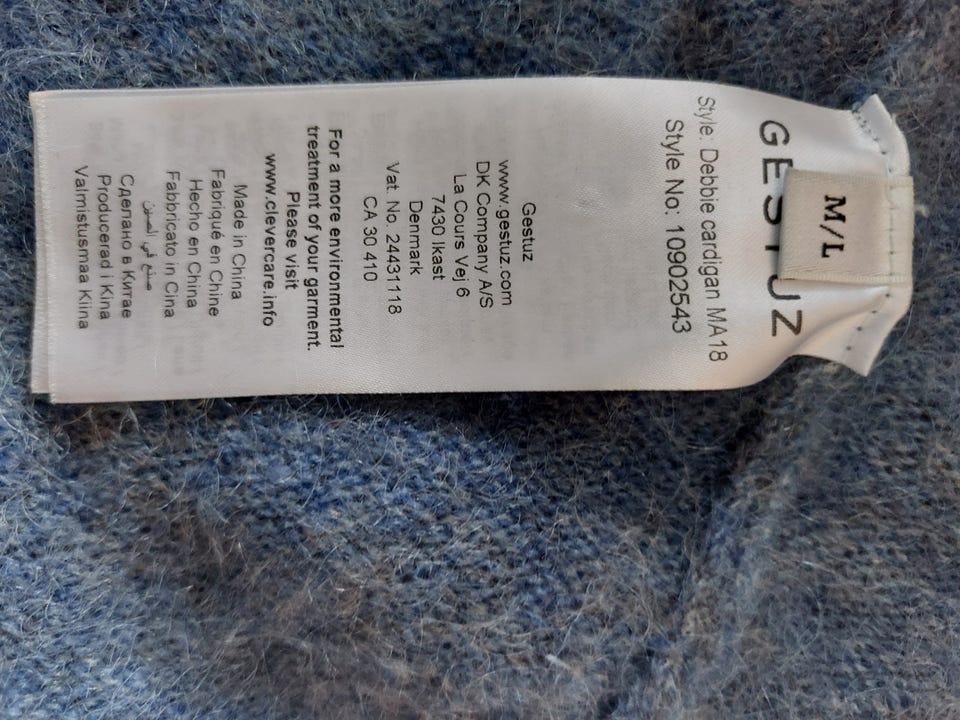 GESTUZ
M/L
Style: Debbie cardigan MA18
Style No: 10902543
Gestuz
www.gestuz.com
DK Company A/S
La Cours Vej 6
7430 Ikast
Denmark
Vat. No. 24431118
CA 30 410
For a more environmental
treatment of your garment.
Please visit
www.clevercare.info
Made in China
Fabriqué en Chine
Hecho en China
Fabbricato in Cina
صنع في الصين
Сделано в Китае
Producerad i Kina
Valmistusmaa Kiina